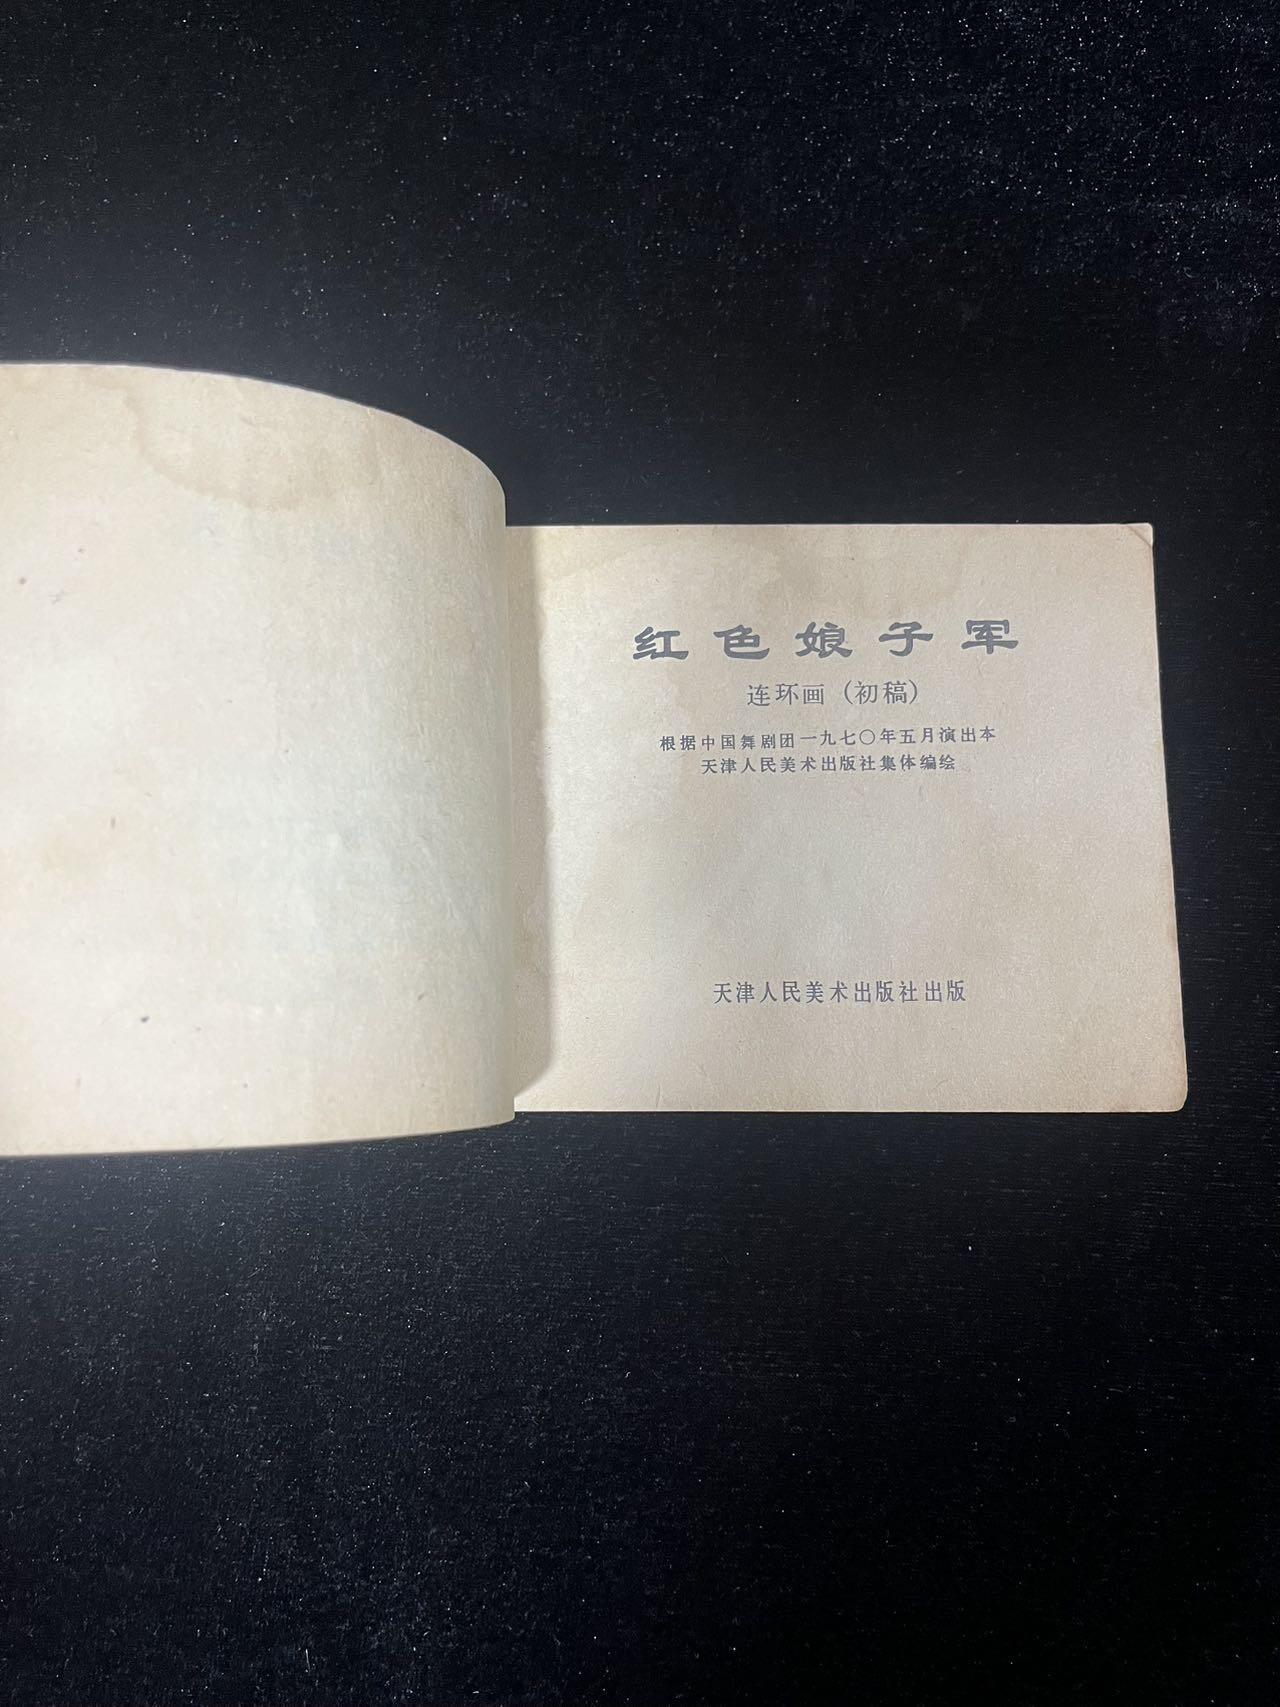 红色娘子军
连环画（初稿）
根据中国舞剧团一九七〇年五月演出本
天津人民美术出版社集体编绘
天津人民美术出版社出版